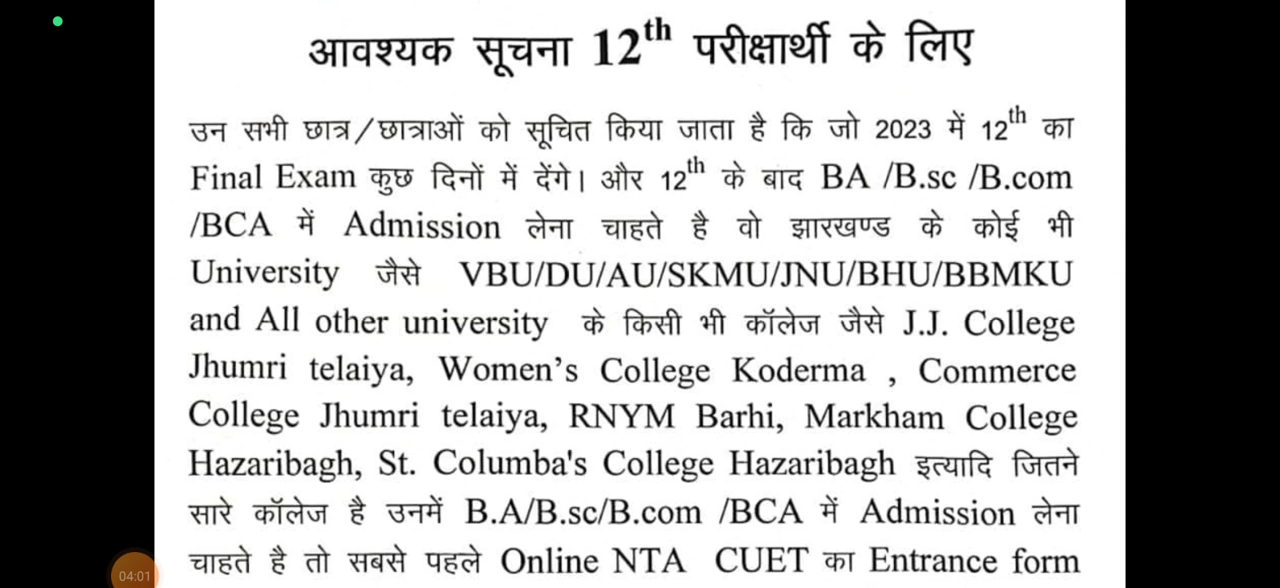 आवश्यक सूचना 12th परीक्षार्थी के लिए
उन सभी छात्र/छात्राओं को सूचित किया जाता है कि जो 2023 में 12th का
Final Exam कुछ दिनों में देंगे। और 12th के बाद BA /B.sc /B.com
/BCA में Admission लेना चाहते है वो झारखण्ड के कोई भी
University जैसे VBU/DU/AU/SKMU/JNU/BHU/BBMKU
and All other university के किसी भी कॉलेज जैसे J.J. College
Jhumri telaiya, Women's College Koderma , Commerce
College Jhumri telaiya, RNYM Barhi, Markham College
Hazaribagh, St. Columba's College Hazaribagh इत्यादि जितने
सारे कॉलेज है उनमें B.A/B.sc/B.com /BCA में Admission लेना
चाहते है तो सबसे पहले Online NTA CUET का Entrance form
04:01